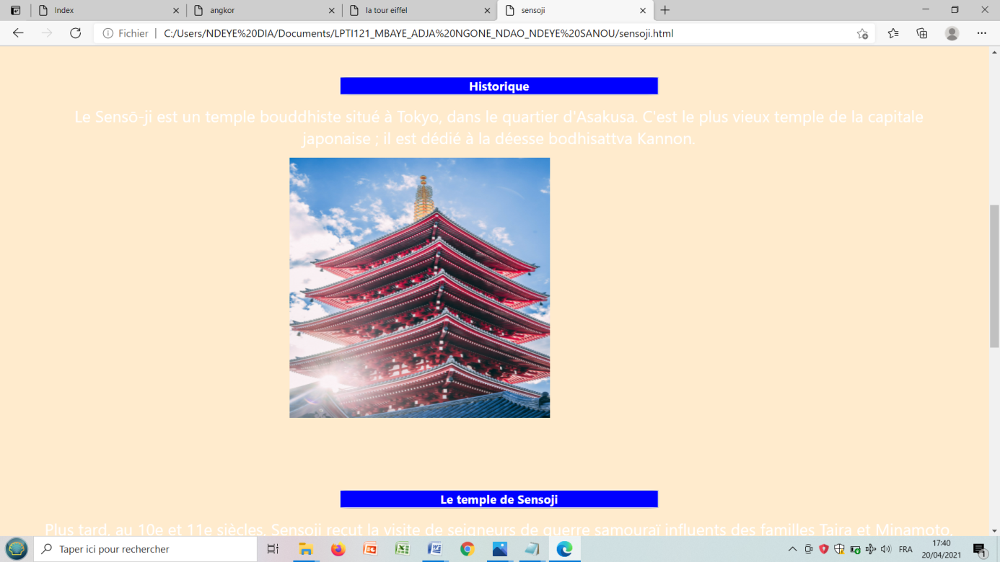 Index
angkor
la tour eiffel
sensoji
Fichier | C:/Users/NDEYE%20DIA/Documents/LPTI121_MBAYE_ADJA%20NGONE_NDAO_NDEYE%20SANOU/sensoji.html
Historique
Le Sensō-ji est un temple bouddhiste situé à Tokyo, dans le quartier d'Asakusa. C'est le plus vieux temple de la capitale
japonaise ; il est dédié à la déesse bodhisattva Kannon.
Le temple de Sensoji
Plus tard, au 10e et 11e siècles, Sensoji reçut la visite de seigneurs de guerre samouraï influents des familles Taira et Minamoto.
Taper ici pour rechercher
FRA
17:40
20/04/2021
1